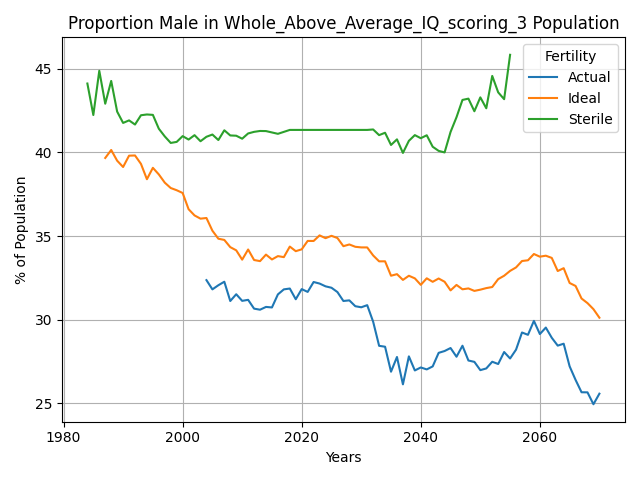 Proportion Male in Whole_Above_Average_IQ_scoring_3 Population
% of Population
45
40
35
30
25
1980
2000
2020
2040
2060
Years
Fertility
Actual
Ideal
Sterile